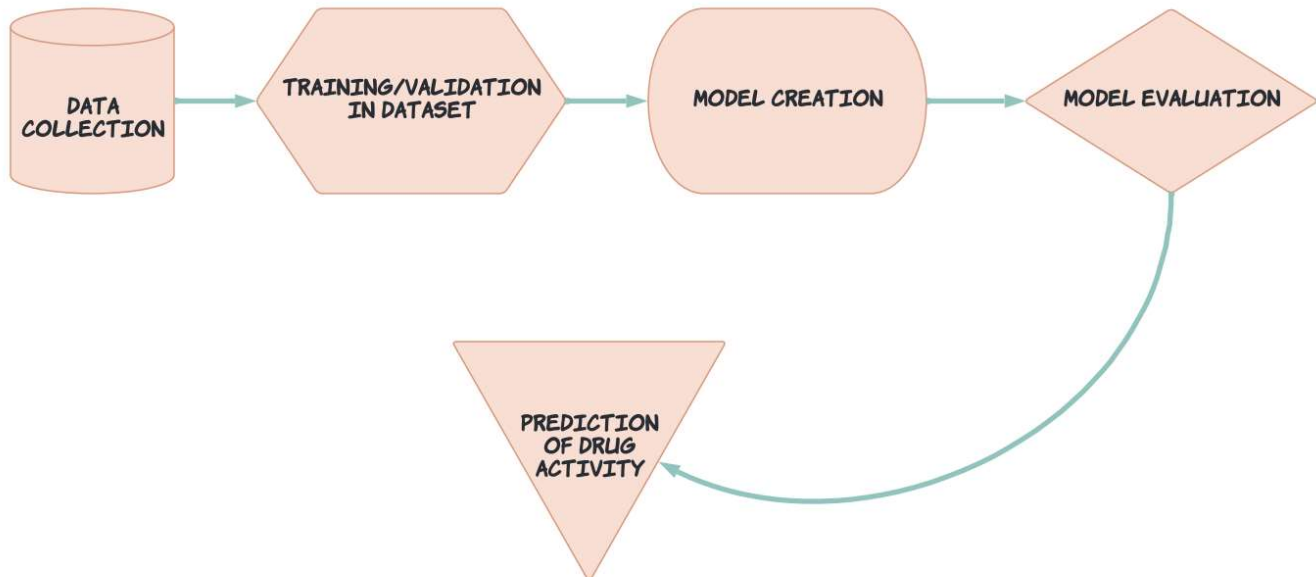 DATA
COLLECTION
TRAINING/VALIDATION
IN DATASET
MODEL CREATION
MODEL EVALUATION
PREDICTION
OF DRUG
ACTIVITY